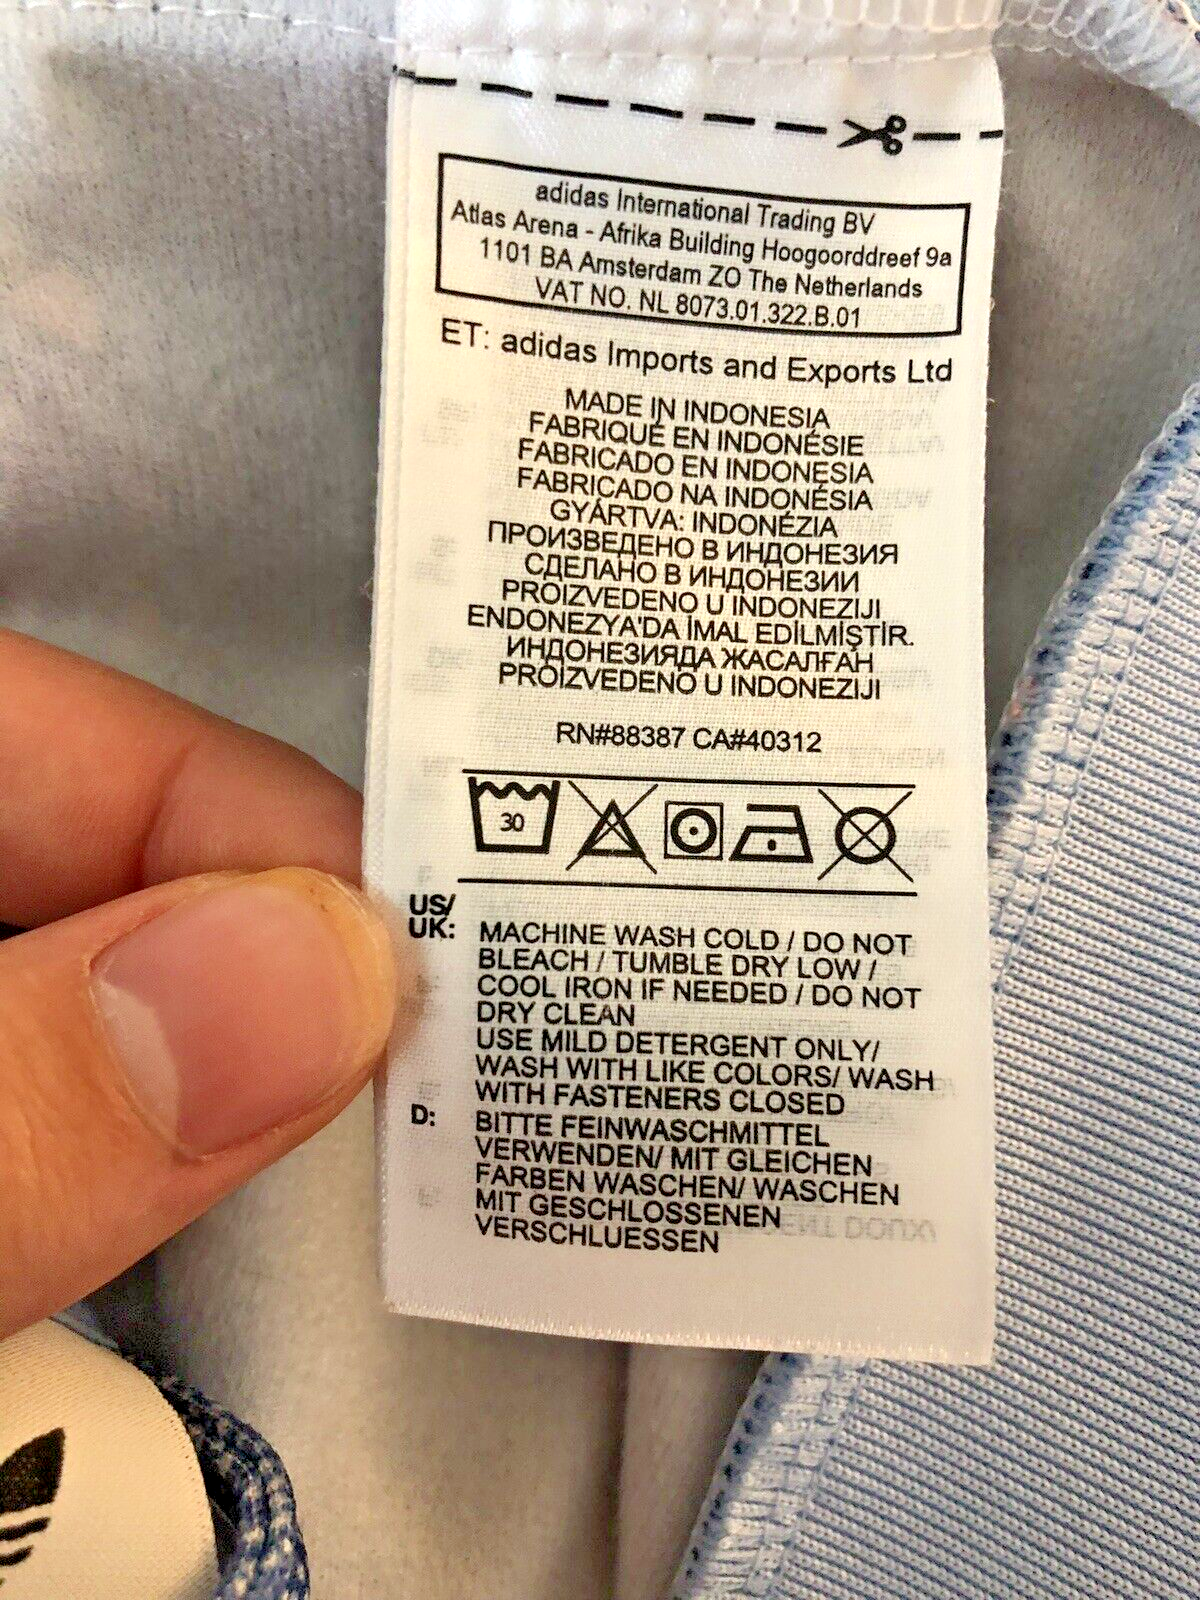 adidas International Trading BV
Atlas Arena - Afrika Building Hoogoorddreef 9a
1101 BA Amsterdam ZO The Netherlands
VAT NO. NL 8073.01.322.B.01
ET: adidas Imports and Exports Ltd
MADE IN INDONESIA
FABRIQUÉ EN INDONÉSIE
FABRICADO EN INDONESIA
FABRICADO NA INDONÉSIA
GYÁRTVA: INDONÉZIA
ПРОИЗВЕДЕНО В ИНДОНЕЗИЯ
СДЕЛАНО В ИНДОНЕЗИИ
PROIZVEDENO U INDONEZIJI
ENDONEZYA'DA İMAL EDİLMİŞTİR.
ИНДОНЕЗИЯДА ЖАСАЛҒАН
PROIZVEDENO U INDONEZIJI
RN#88387 CA#40312
30
US/
UK: MACHINE WASH COLD / DO NOT
BLEACH / TUMBLE DRY LOW /
COOL IRON IF NEEDED / DO NOT
DRY CLEAN
USE MILD DETERGENT ONLY/
WASH WITH LIKE COLORS/ WASH
WITH FASTENERS CLOSED
D: BITTE FEINWASCHMITTEL
VERWENDEN/ MIT GLEICHEN
FARBEN WASCHEN/ WASCHEN
MIT GESCHLOSSENEN
VERSCHLUESSEN